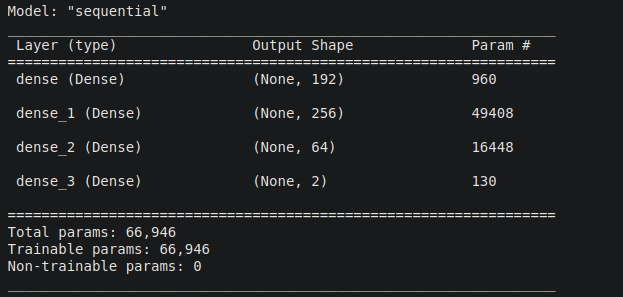 Model: "sequential"
Layer (type) Output Shape Param #
dense (Dense) (None, 192) 960
dense_1 (Dense) (None, 256) 49408
dense_2 (Dense) (None, 64) 16448
dense_3 (Dense) (None, 2) 130
Total params: 66,946
Trainable params: 66,946
Non-trainable params: 0